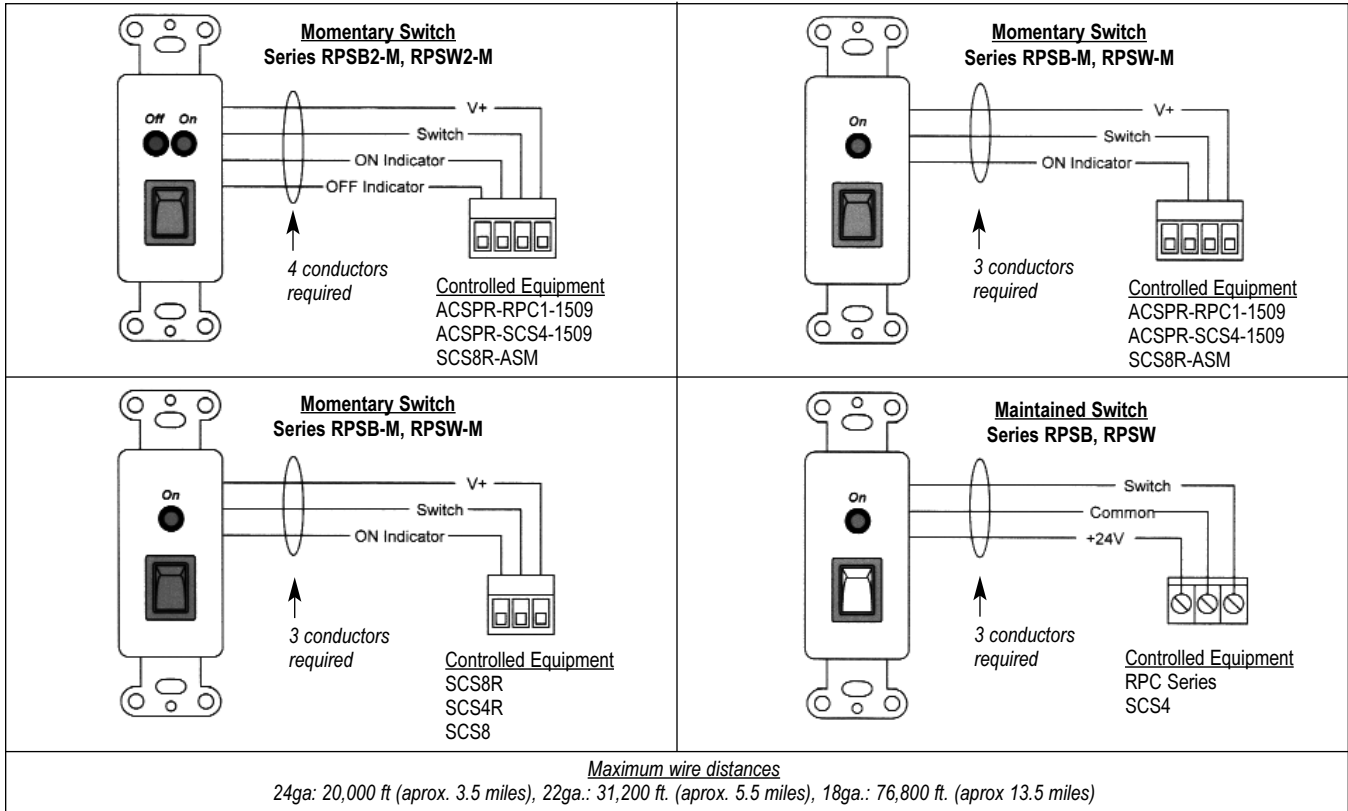 Momentary Switch
Series RPSB2-M, RPSW2-M
Off On
V+
Switch
ON Indicator
OFF Indicator
4 conductors
required
Controlled Equipment
ACSPR-RPC1-1509
ACSPR-SCS4-1509
SCS8R-ASM
Momentary Switch
Series RPSB-M, RPSW-M
On
V+
Switch
ON Indicator
3 conductors
required
Controlled Equipment
ACSPR-RPC1-1509
ACSPR-SCS4-1509
SCS8R-ASM
Momentary Switch
Series RPSB-M, RPSW-M
On
V+
Switch
ON Indicator
3 conductors
required
Controlled Equipment
SCS8R
SCS4R
SCS8
Maintained Switch
Series RPSB, RPSW
On
Switch
Common
+24V
3 conductors
required
Controlled Equipment
RPC Series
SCS4
Maximum wire distances
24ga: 20,000 ft (aprox. 3.5 miles), 22ga.: 31,200 ft. (aprox. 5.5 miles), 18ga.: 76,800 ft. (aprox 13.5 miles)